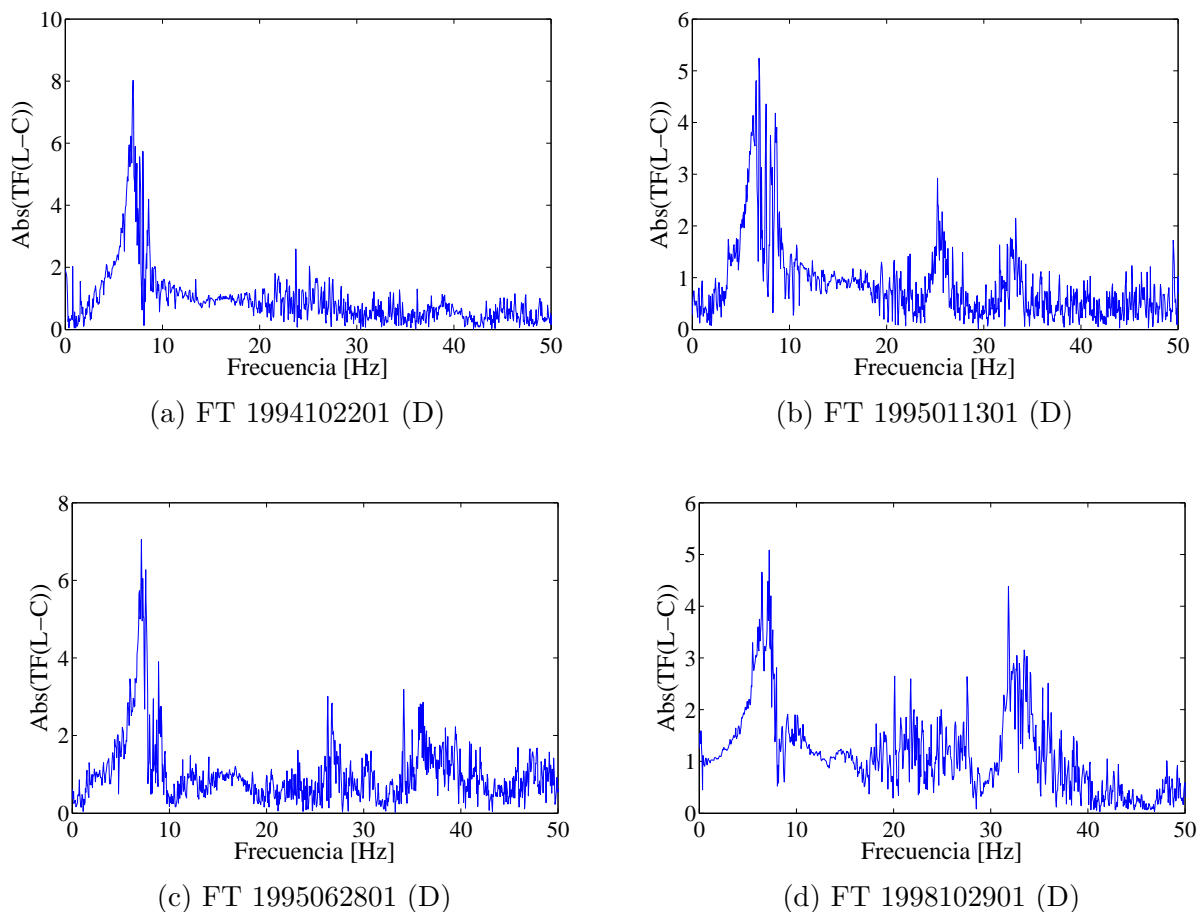 10
8
6
4
2
0
Abs(TF(L−C))
0 10 20 30 40 50
Frecuencia [Hz]
(a) FT 1994102201 (D)
6
5
4
3
2
1
0
Abs(TF(L−C))
0 10 20 30 40 50
Frecuencia [Hz]
(b) FT 1995011301 (D)
8
6
4
2
0
Abs(TF(L−C))
0 10 20 30 40 50
Frecuencia [Hz]
(c) FT 1995062801 (D)
6
5
4
3
2
1
0
Abs(TF(L−C))
0 10 20 30 40 50
Frecuencia [Hz]
(d) FT 1998102901 (D)